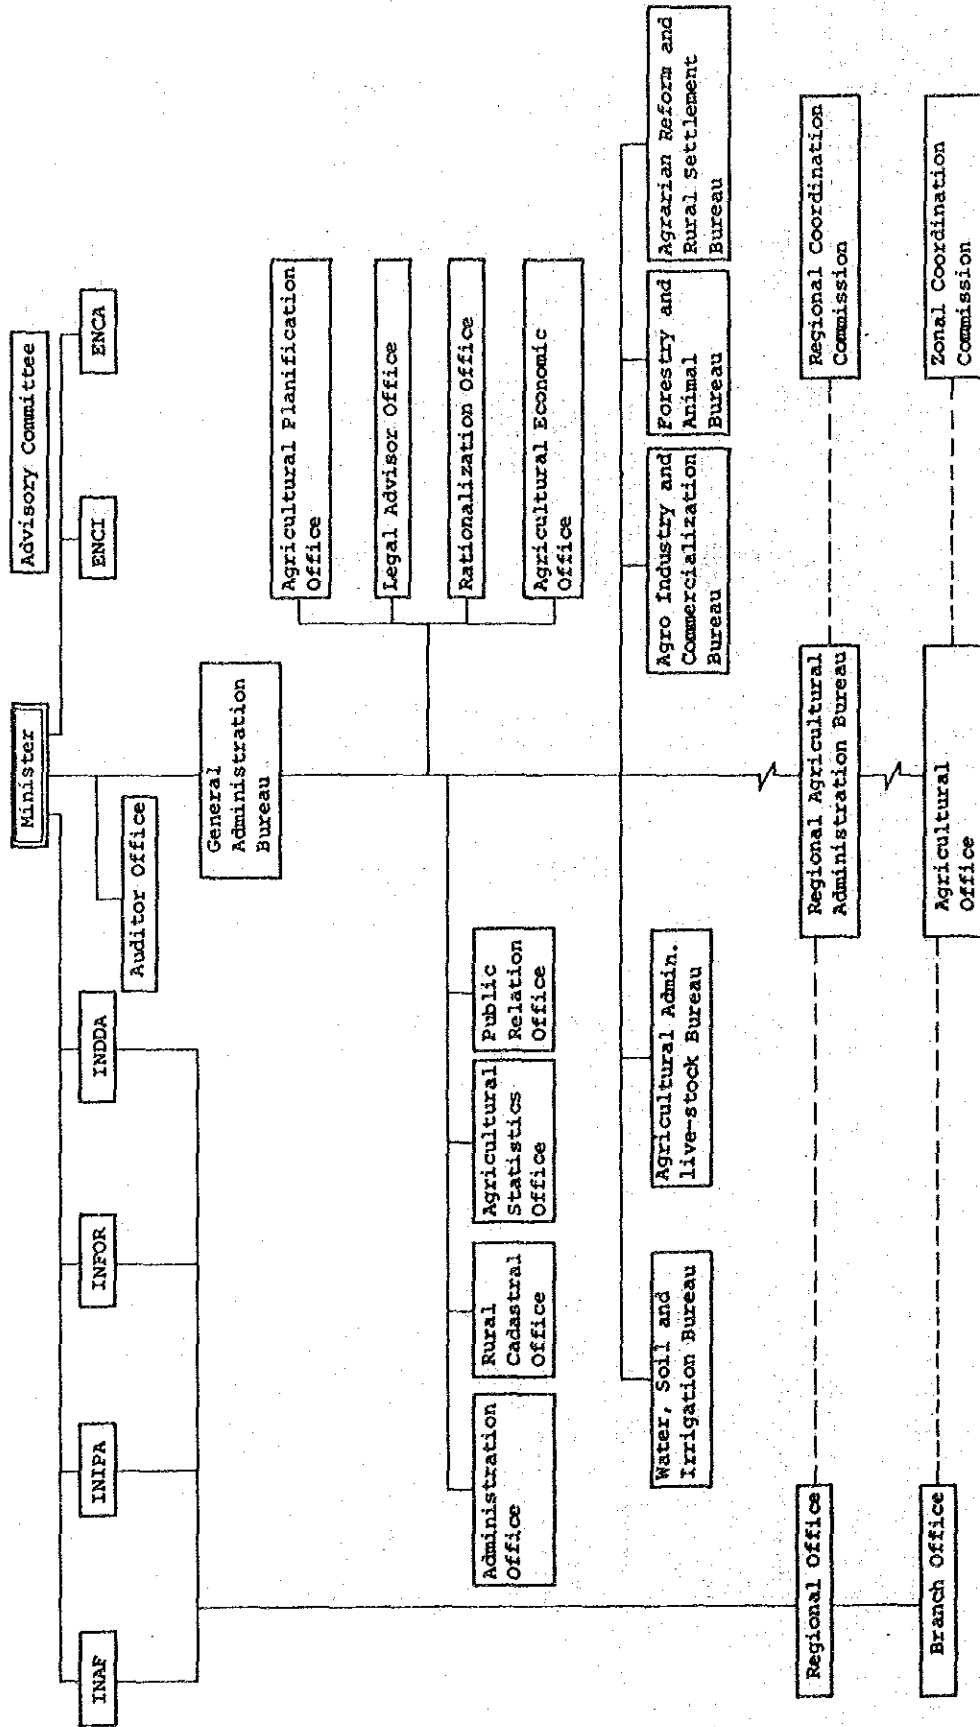 Minister
Advisory Committee
INAF
INIPA
INFOR
INDDA
ENCI
ENCA
Auditor Office
General
Administration
Bureau
Agricultural Planification
Office
Legal Advisor Office
Rationalization Office
Agricultural Economic
Office
Administration
Office
Rural
Cadastral
Office
Agricultural
Statistics
Office
Public
Relation
Office
Water, Soil and
Irrigation Bureau
Agricultural Admin.
live-stock Bureau
Agro Industry and
Commercialization
Bureau
Forestry and
Animal
Bureau
Agrarian Reform and
Rural settlement
Bureau
Regional Office
Regional Agricultural
Administration Bureau
Regional Coordination
Commission
Branch Office
Agricultural
Office
Zonal Coordination
Commission